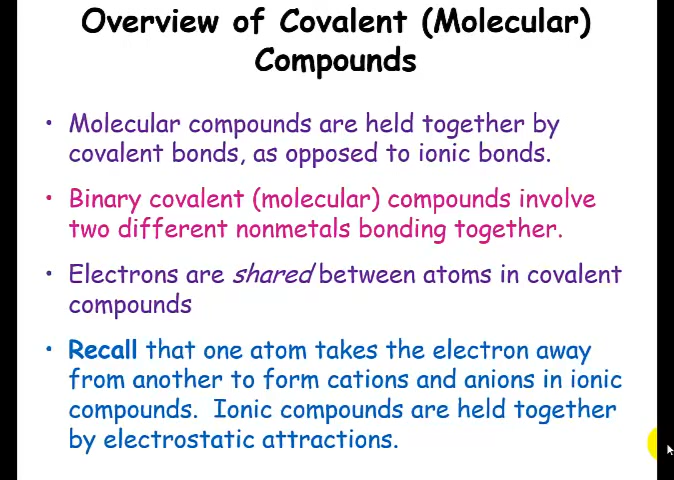 Overview of Covalent (Molecular)
Compounds
• Molecular compounds are held together by
covalent bonds, as opposed to ionic bonds.
• Binary covalent (molecular) compounds involve
two different nonmetals bonding together.
• Electrons are shared between atoms in covalent
compounds
• Recall that one atom takes the electron away
from another to form cations and anions in ionic
compounds. Ionic compounds are held together
by electrostatic attractions.